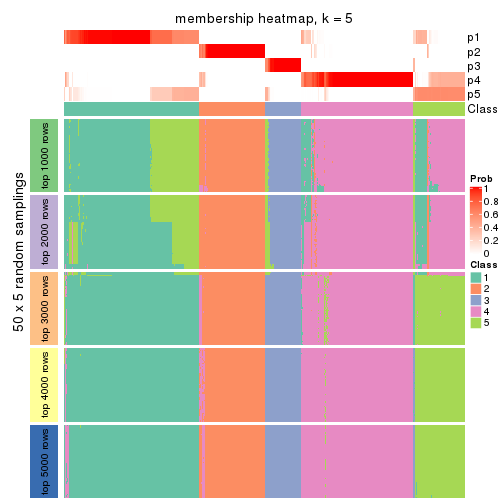 membership heatmap, k = 5
p1
p2
p3
p4
p5
Class
50 x 5 random samplings
top 1000 rows
top 2000 rows
top 3000 rows
top 4000 rows
top 5000 rows
Prob
1
0.8
0.6
0.4
0.2
0
Class
1
2
3
4
5